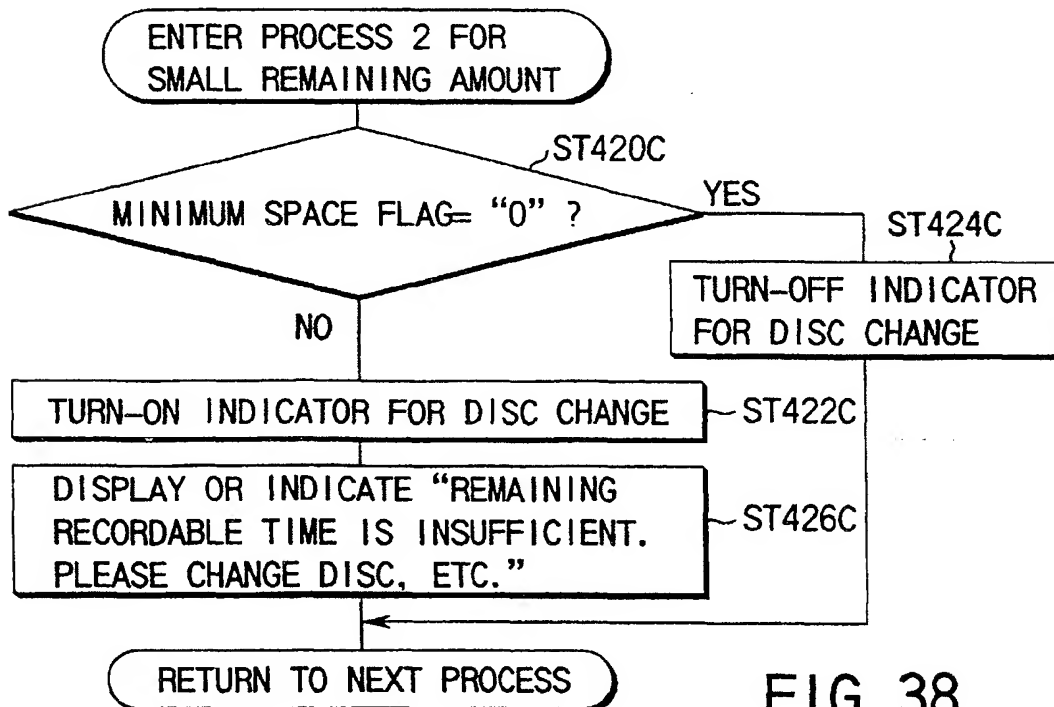 ENTER PROCESS 2 FOR
SMALL REMAINING AMOUNT
ST420C
MINIMUM SPACE FLAG= “0” ?
YES
ST424C
TURN-OFF INDICATOR
FOR DISC CHANGE
NO
TURN-ON INDICATOR FOR DISC CHANGE
ST422C
DISPLAY OR INDICATE “REMAINING
RECORDABLE TIME IS INSUFFICIENT.
PLEASE CHANGE DISC, ETC.”
ST426C
RETURN TO NEXT PROCESS
FIG. 38